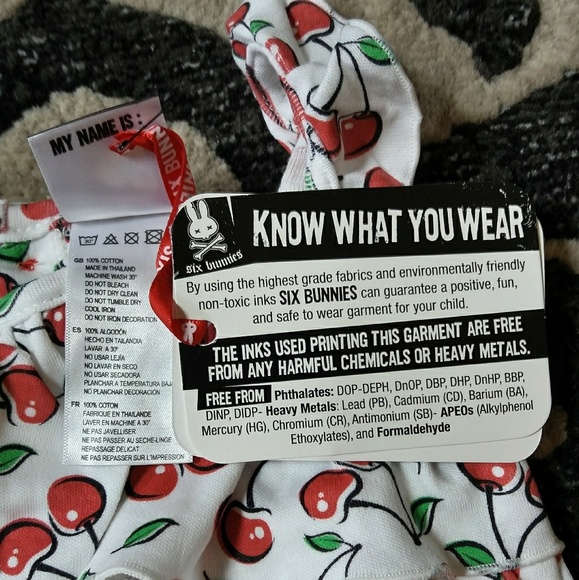 MY NAME IS :
SIX BUNN
six bunnies
KNOW WHAT YOU WEAR
By using the highest grade fabrics and environmentally friendly
non-toxic inks SIX BUNNIES can guarantee a positive, fun,
and safe to wear garment for your child.
THE INKS USED PRINTING THIS GARMENT ARE FREE
FROM ANY HARMFUL CHEMICALS OR HEAVY METALS.
FREE FROM Phthalates: DOP-DEPH, DnOP, DBP, DHP, DnHP, BBP,
DINP, DIDP- Heavy Metals: Lead (PB), Cadmium (CD), Barium (BA),
Mercury (HG), Chromium (CR), Antimonium (SB)- APEOs (Alkylphenol
Ethoxylates), and Formaldehyde
GB 100% COTTON
MADE IN THAILAND
MACHINE WASH 30°
DO NOT BLEACH
DO NOT DRY CLEAN
DO NOT TUMBLE DRY
COOL IRON
DO NOT IRON DECORATION
ES 100% ALGODÓN
HECHO EN TAILANDIA
LAVAR A 30°
NO USAR LEJÍA
NO LAVAR EN SECO
NO USAR SECADORA
PLANCHAR A TEMPERATURA BAJA
NO PLANCHAR DECORACIÓN
FR 100% COTON
FABRIQUE EN THAILANDE
LAVER EN MACHINE A 30°
NE PAS JAVELLISER
NE PAS PASSER AU SECHE-LINGE
REPASSAGE DELICAT
NE PAS REPASSER SUR L'IMPRESSION